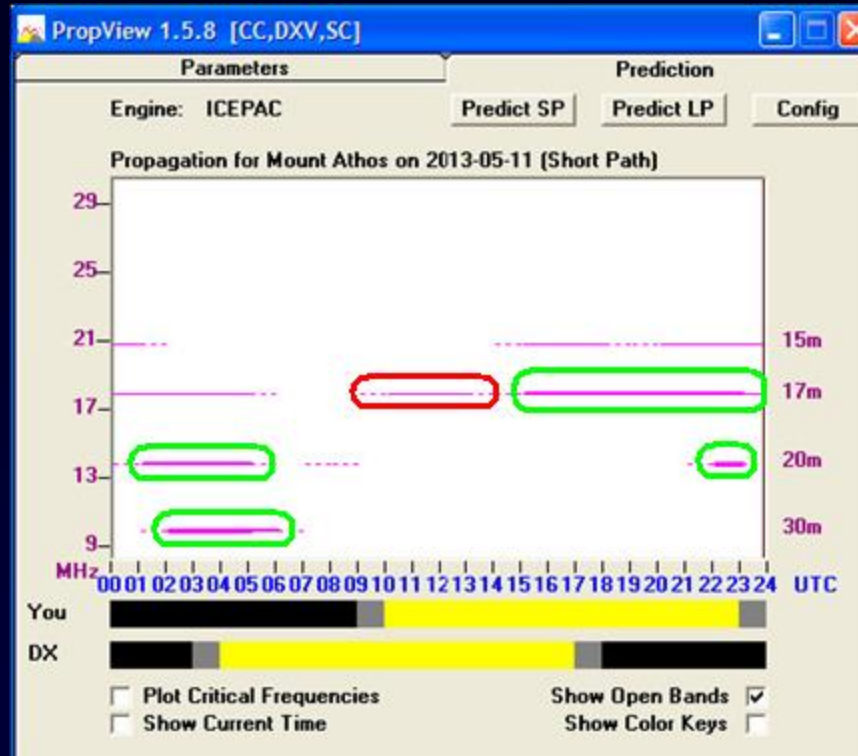 PropView 1.5.8 [CC,DXV,SC]
Parameters Prediction
Engine: ICEPAC Predict SP Predict LP Config
Propagation for Mount Athos on 2013-05-11 (Short Path)
29
25
21 15m
17 17m
13 20m
9 30m
MHz 00 01 02 03 04 05 06 07 08 09 10 11 12 13 14 15 16 17 18 19 20 21 22 23 24 UTC
You
DX
Plot Critical Frequencies Show Open Bands
Show Current Time Show Color Keys